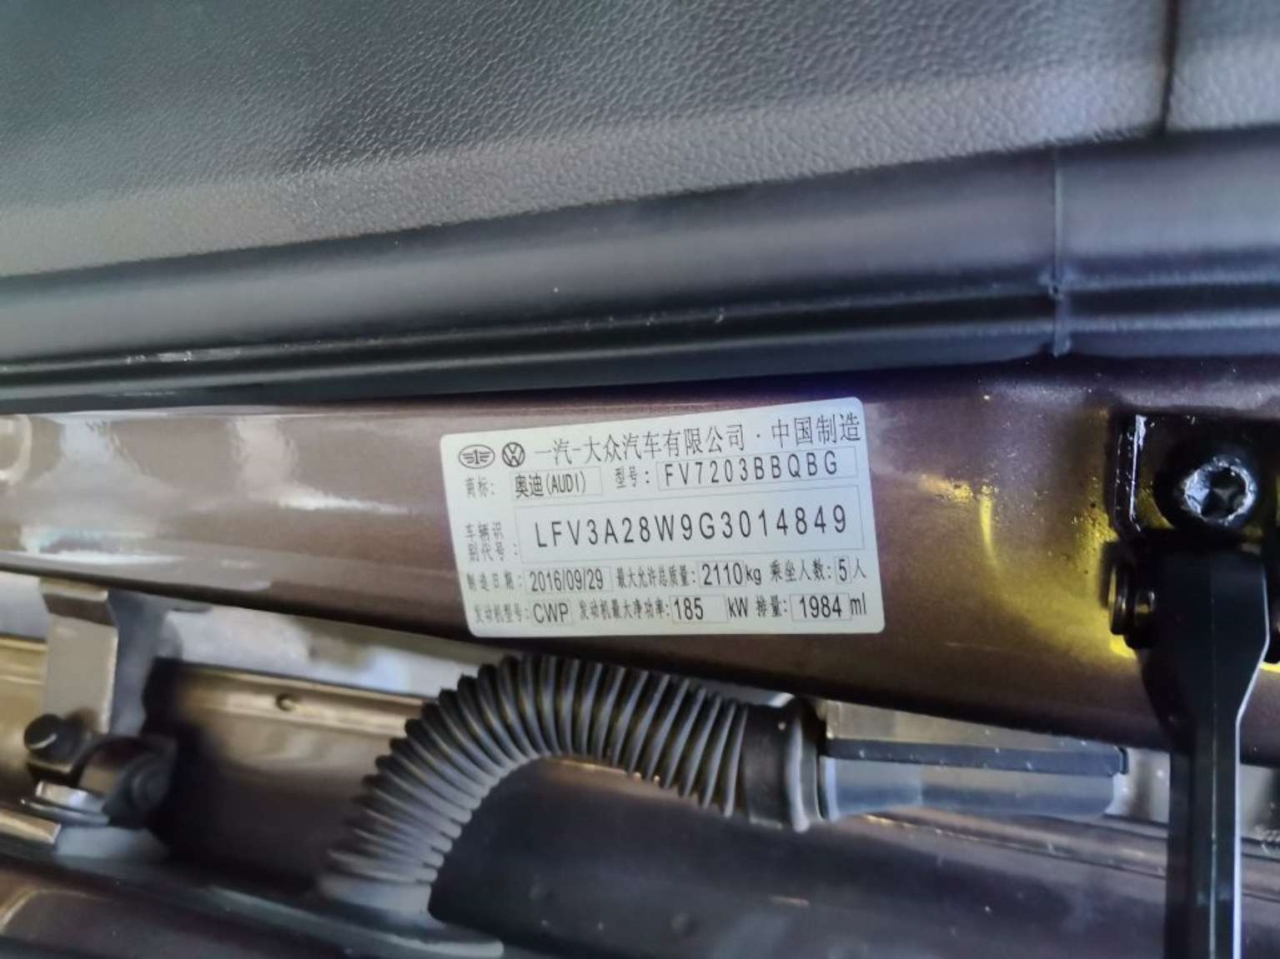 一汽-大众汽车有限公司·中国制造
商标: 奥迪(AUDI) 型号: FV7203BBQBG
车辆识
别代号: LFV3A28W9G3014849
制造日期: 2016/09/29 最大允许总质量: 2110kg 乘坐人数: 5人
发动机型号: CWP 发动机最大净功率: 185 kW 排量: 1984 ml